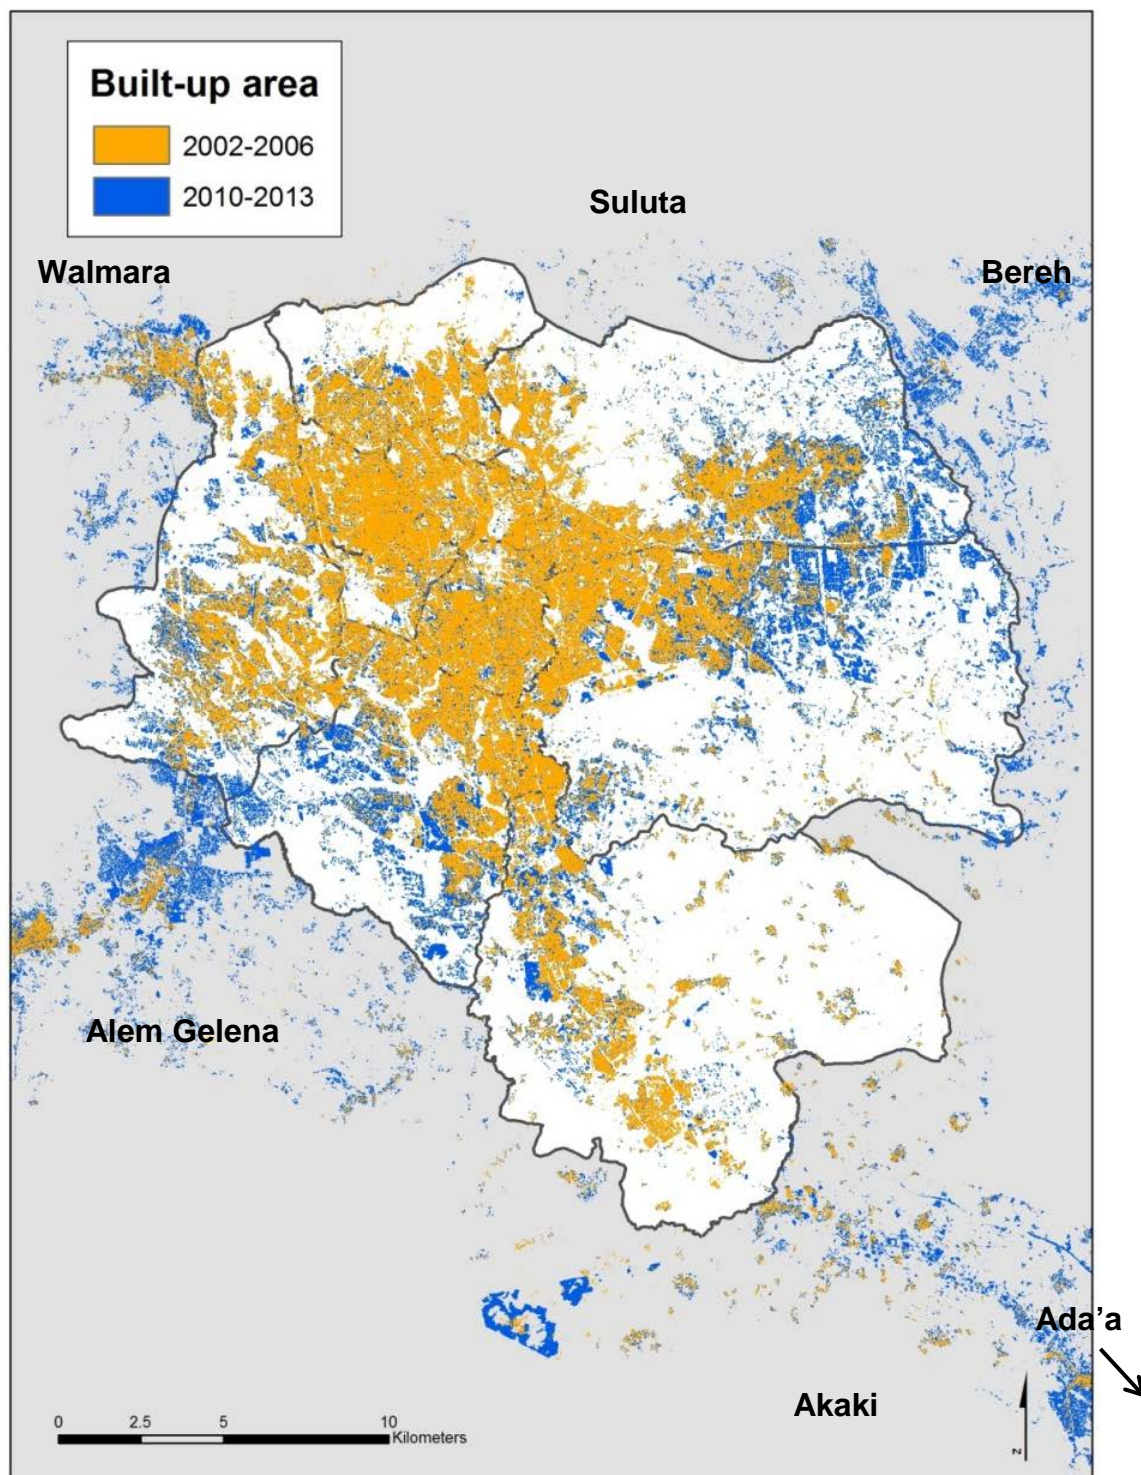 Built-up area
2002-2006
2010-2013
Suluta
Walmara
Bereh
Alem Gelena
Ada’a
Akaki
0 2.5 5 10
Kilometers
N